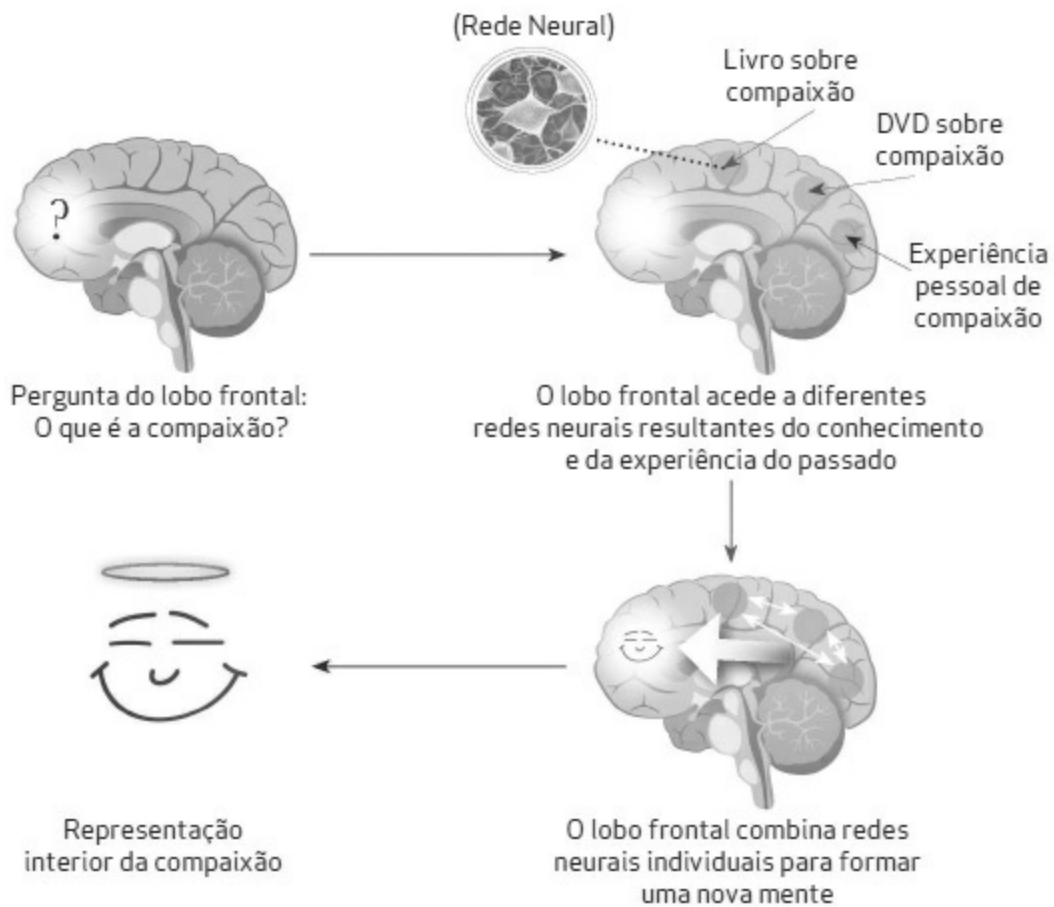 (Rede Neural)
Livro sobre
compaixão
DVD sobre
compaixão
?
Experiência
pessoal de
compaixão
Pergunta do lobo frontal:
O que é a compaixão?
O lobo frontal acede a diferentes
redes neurais resultantes do conhecimento
e da experiência do passado
O lobo frontal combina redes
neurais individuais para formar
uma nova mente
Representação
interior da compaixão